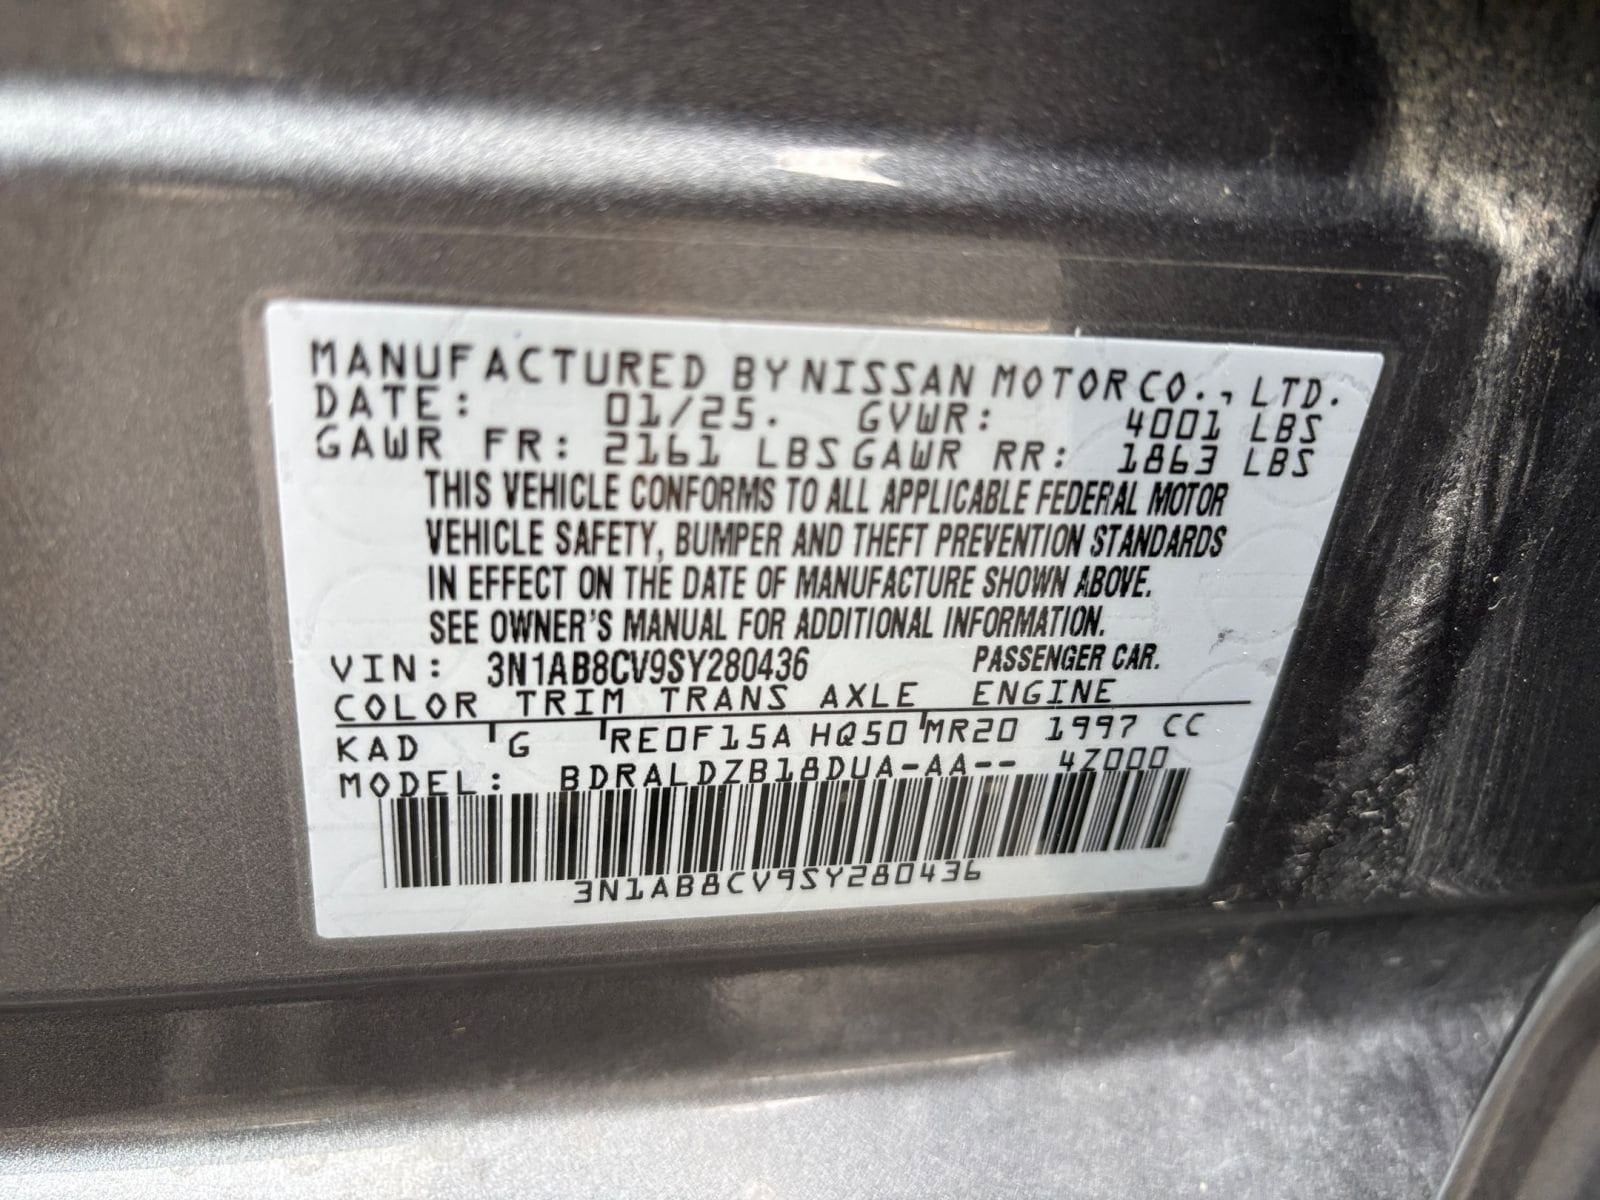 MANUFACTURED BY NISSAN MOTOR CO., LTD.
DATE: 01/25. GVWR: 4001 LBS
GAWR FR: 2161 LBS GAWR RR: 1863 LBS
THIS VEHICLE CONFORMS TO ALL APPLICABLE FEDERAL MOTOR
VEHICLE SAFETY, BUMPER AND THEFT PREVENTION STANDARDS
IN EFFECT ON THE DATE OF MANUFACTURE SHOWN ABOVE.
SEE OWNER'S MANUAL FOR ADDITIONAL INFORMATION.
VIN: 3N1AB8CV9SY280436 PASSENGER CAR.
COLOR TRIM TRANS AXLE ENGINE
KAD G RE0F15A HQ50 MR20 1997 CC
MODEL: BDRALDZB18DUA-AA-- 4Z000
3N1AB8CV9SY280436